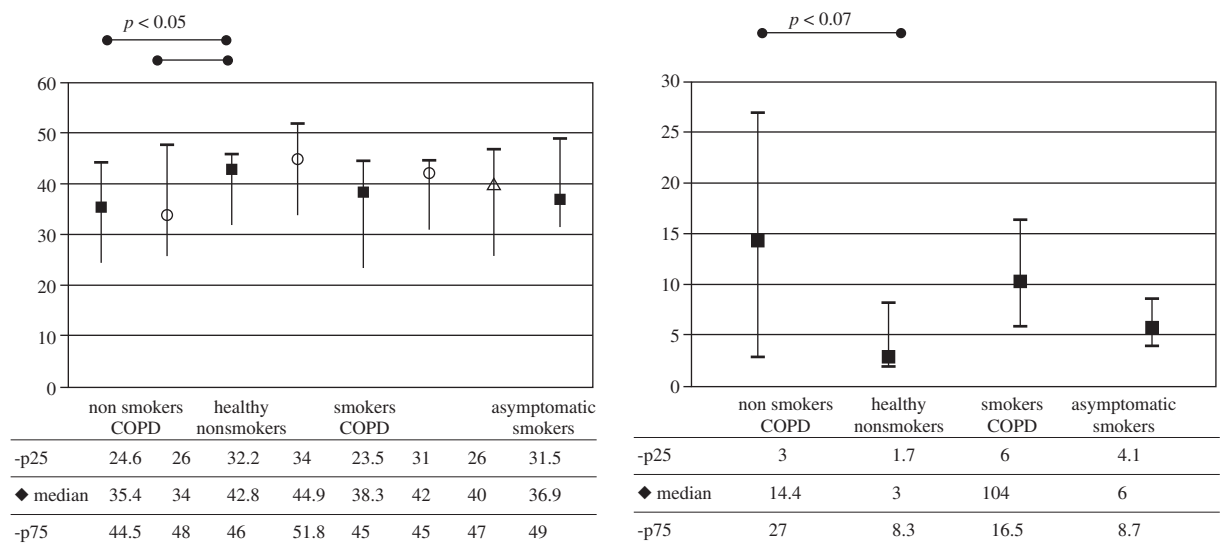 p < 0.05
60
50
40
30
20
10
0
non smokers COPD healthy nonsmokers smokers COPD asymptomatic smokers
-p25 24.6 26 32.2 34 23.5 31 26 31.5
◆ median 35.4 34 42.8 44.9 38.3 42 40 36.9
-p75 44.5 48 46 51.8 45 45 47 49
p < 0.07
30
25
20
15
10
5
0
non smokers COPD healthy nonsmokers smokers COPD asymptomatic smokers
-p25 3 1.7 6 4.1
◆ median 14.4 3 104 6
-p75 27 8.3 16.5 8.7